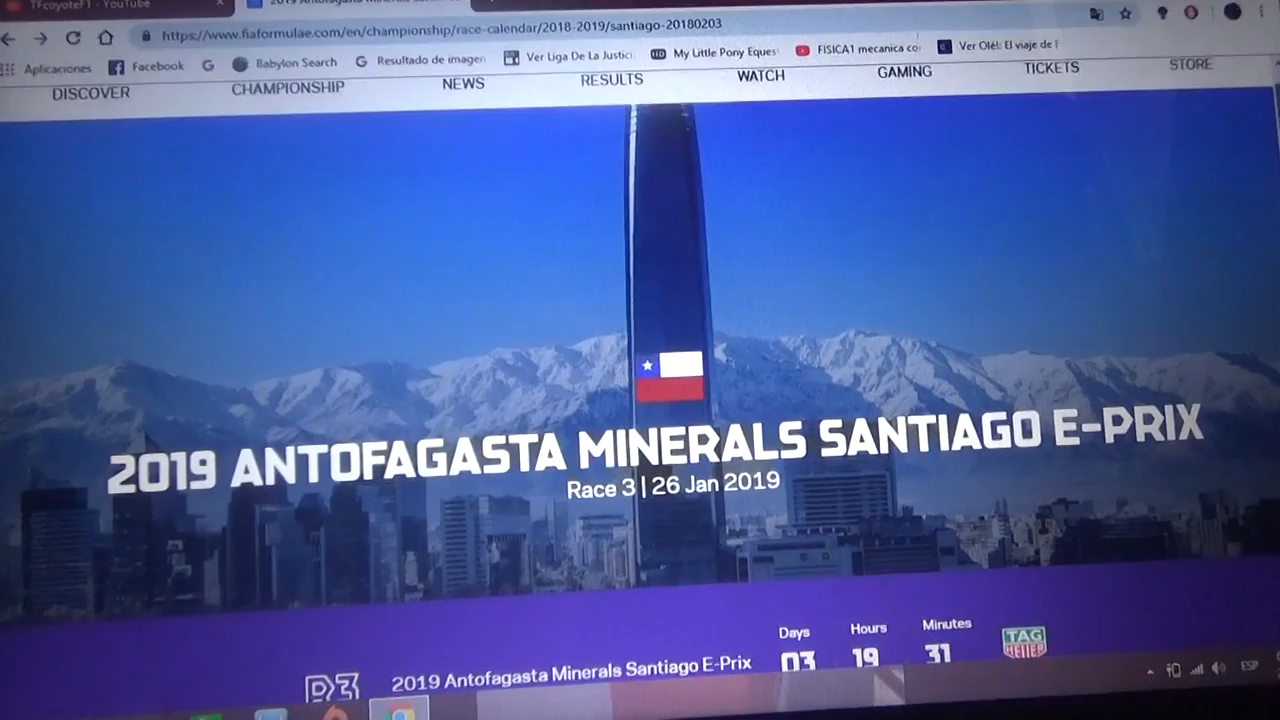 TFcoyoteF1 - YouTube
https://www.fiaformulae.com/en/championship/race-calendar/2018-2019/santiago-20180203
Aplicaciones Facebook Babylon Search Resultado de imagen Ver Liga De La Justici My Little Pony Equest FISICA1 mecanica co Ver Olé!: El viaje de F
DISCOVER CHAMPIONSHIP NEWS RESULTS WATCH GAMING TICKETS STORE
2019 ANTOFAGASTA MINERALS SANTIAGO E-PRIX
Race 3 | 26 Jan 2019
Days Hours Minutes
R3 2019 Antofagasta Minerals Santiago E-Prix 03 19 31 TAG HEUER
ESP